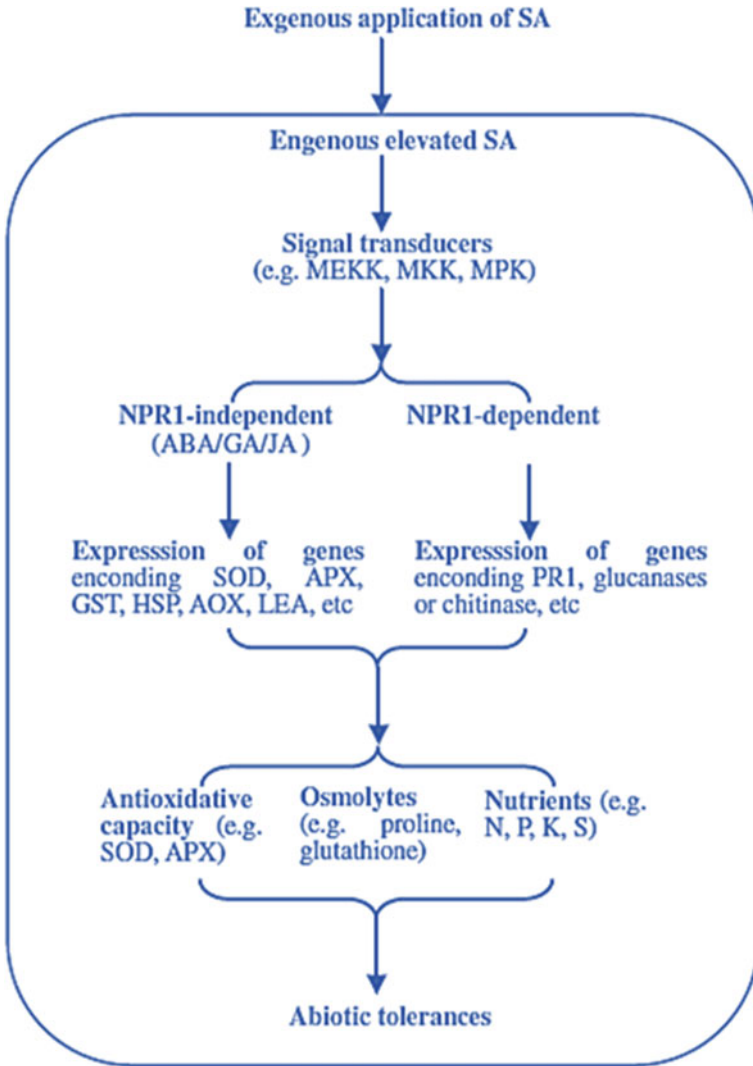 Exgenous application of SA
Engenous elevated SA
Signal transducers
(e.g. MEKK, MKK, MPK)
NPR1-independent
(ABA/GA/JA )
NPR1-dependent
Expresssion of genes
enconding SOD, APX,
GST, HSP, AOX, LEA, etc
Expresssion of genes
enconding PR1, glucanases
or chitinase, etc
Antioxidative
capacity (e.g.
SOD, APX)
Osmolytes
(e.g. proline,
glutathione)
Nutrients (e.g.
N, P, K, S)
Abiotic tolerances